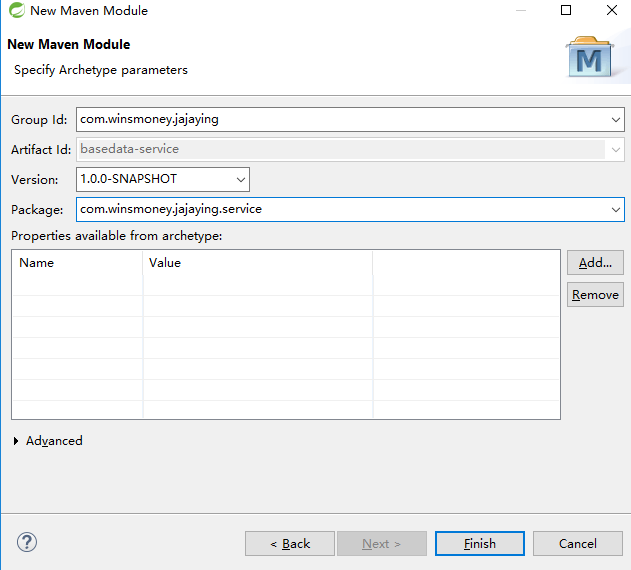 New Maven Module
New Maven Module
Specify Archetype parameters
M
Group Id: com.winsmoney.jajaying
Artifact Id: basedata-service
Version: 1.0.0-SNAPSHOT
Package: com.winsmoney.jajaying.service
Properties available from archetype:
Name Value
Add...
Remove
Advanced
?
< Back Next > Finish Cancel